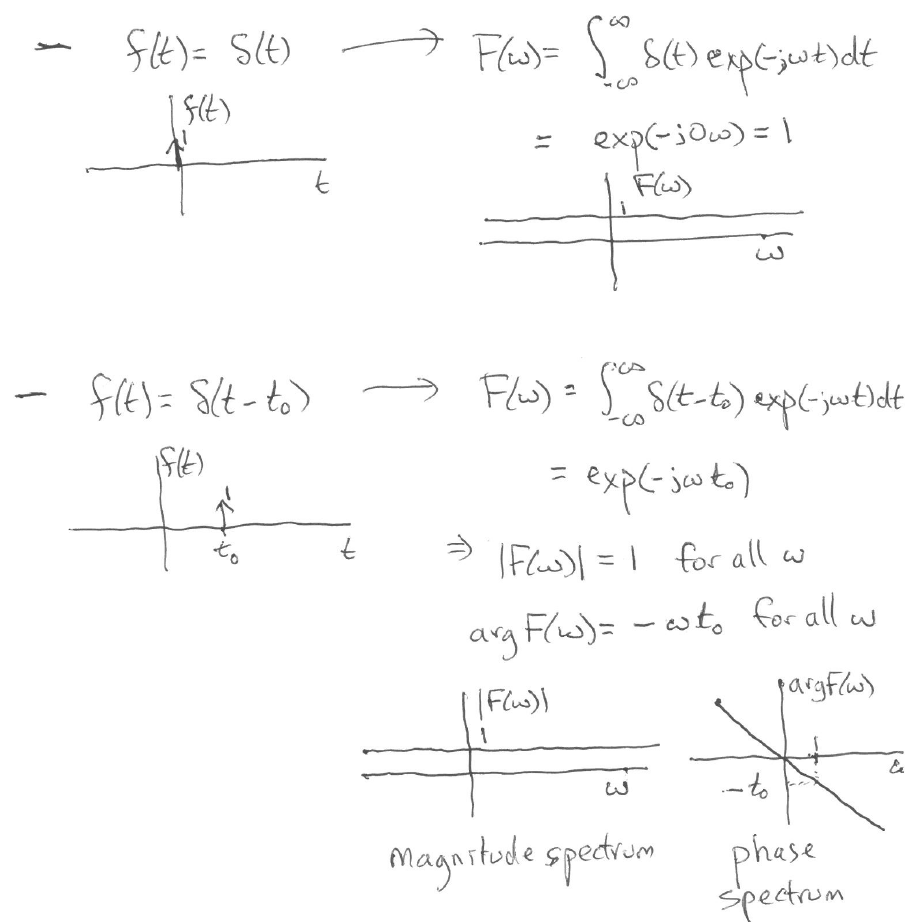 – f(t) = δ(t) → F(ω) = ∫_{-∞}^{∞} δ(t) exp(-jωt) dt
f(t)
1
t
= exp(-j0ω) = 1
F(ω)
1
ω
– f(t) = δ(t-t₀) → F(ω) = ∫_{-∞}^{∞} δ(t-t₀) exp(-jωt) dt
f(t)
1
t₀ t
= exp(-jωt₀)
⇒ |F(ω)| = 1 for all ω
arg F(ω) = -ωt₀ for all ω
|F(ω)|
1
ω
magnitude spectrum
arg F(ω)
1
-t₀
phase
spectrum